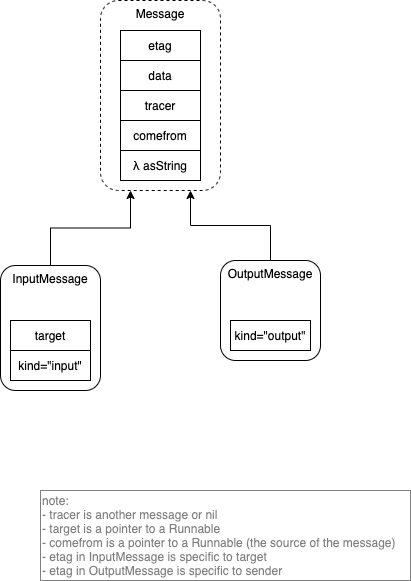 Message
etag
data
tracer
comefrom
λ asString
InputMessage
target
kind="input"
OutputMessage
kind="output"
note:
- tracer is another message or nil
- target is a pointer to a Runnable
- comefrom is a pointer to a Runnable (the source of the message)
- etag in InputMessage is specific to target
- etag in OutputMessage is specific to sender